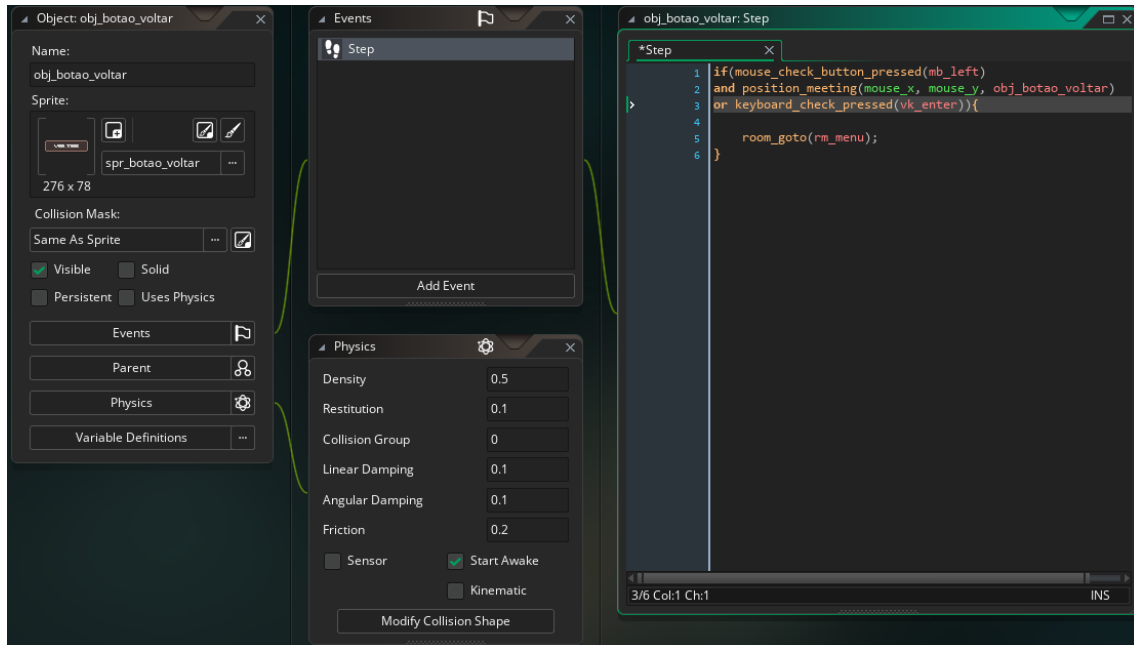 Object: obj_botao_voltar
Name:
obj_botao_voltar
Sprite:
spr_botao_voltar
...
276 x 78
Collision Mask:
Same As Sprite
...
Visible
Solid
Persistent
Uses Physics
Events
Parent
Physics
Variable Definitions
...
Events
Step
Add Event
Physics
Density
0.5
Restitution
0.1
Collision Group
0
Linear Damping
0.1
Angular Damping
0.1
Friction
0.2
Sensor
Start Awake
Kinematic
Modify Collision Shape
obj_botao_voltar: Step
*Step
1 if(mouse_check_button_pressed(mb_left)
2 and position_meeting(mouse_x, mouse_y, obj_botao_voltar)
3 or keyboard_check_pressed(vk_enter)){
4
5 room_goto(rm_menu);
6 }
3/6 Col:1 Ch:1
INS